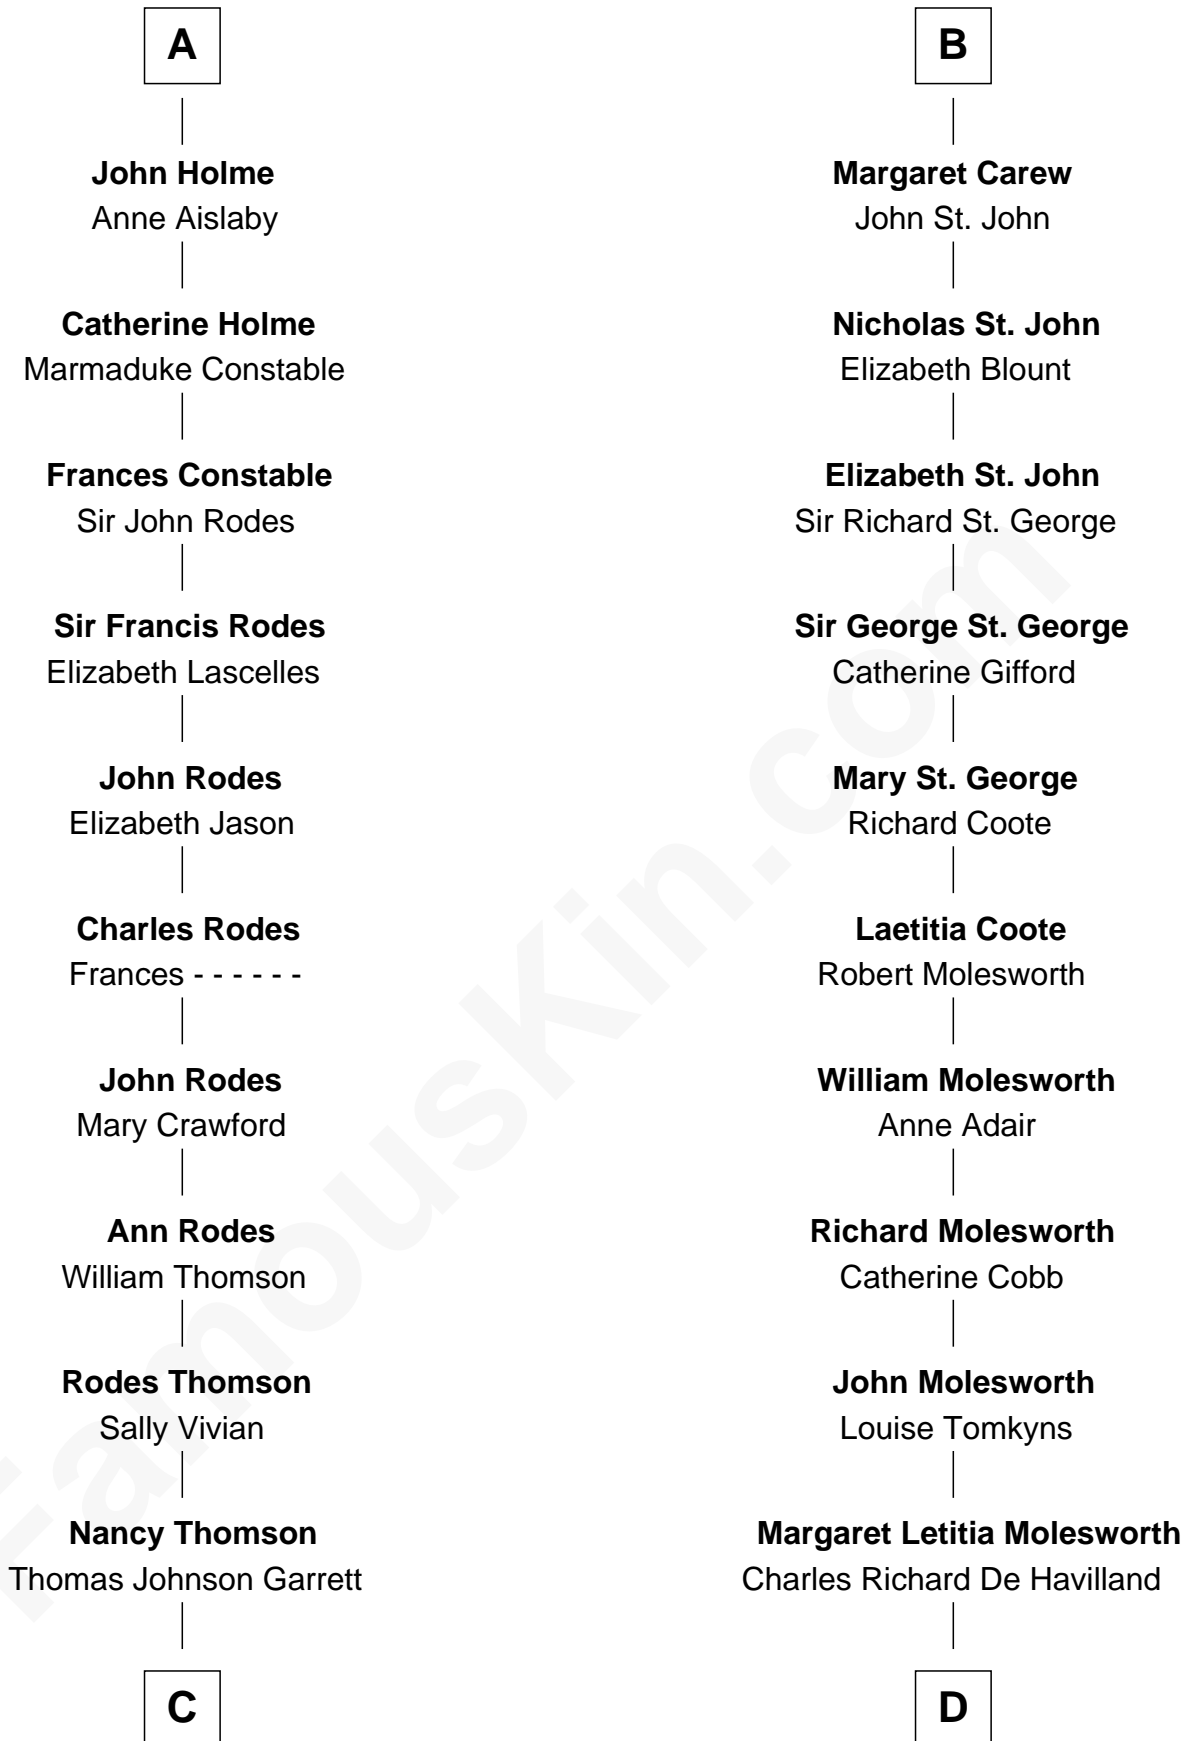 A
John Holme
Anne Aislaby
Catherine Holme
Marmaduke Constable
Frances Constable
Sir John Rodes
Sir Francis Rodes
Elizabeth Lascelles
John Rodes
Elizabeth Jason
Charles Rodes
Frances - - - - - -
John Rodes
Mary Crawford
Ann Rodes
William Thomson
Rodes Thomson
Sally Vivian
Nancy Thomson
Thomas Johnson Garrett
C
B
Margaret Carew
John St. John
Nicholas St. John
Elizabeth Blount
Elizabeth St. John
Sir Richard St. George
Sir George St. George
Catherine Gifford
Mary St. George
Richard Coote
Laetitia Coote
Robert Molesworth
William Molesworth
Anne Adair
Richard Molesworth
Catherine Cobb
John Molesworth
Louise Tomkyns
Margaret Letitia Molesworth
Charles Richard De Havilland
D
FamousKin.com